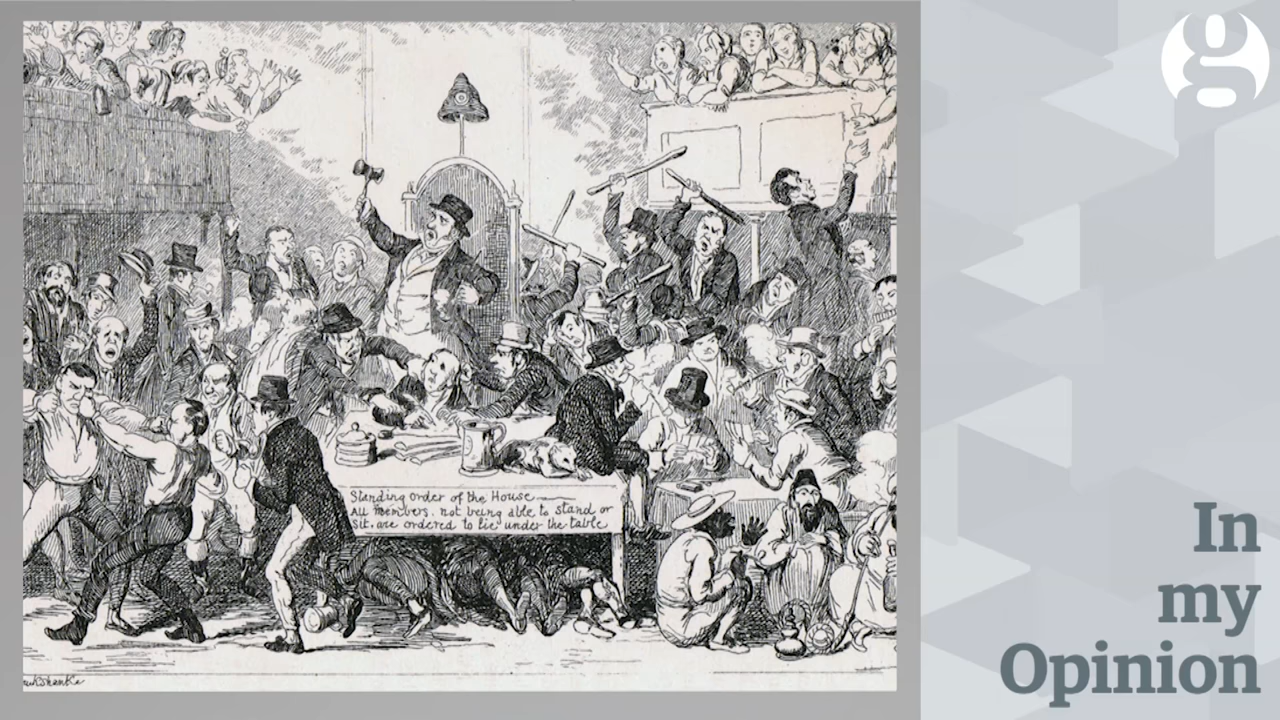 Standing order of the House
All Members. not being able to stand or
sit. are ordered to lie under the table
In
my
Opinion